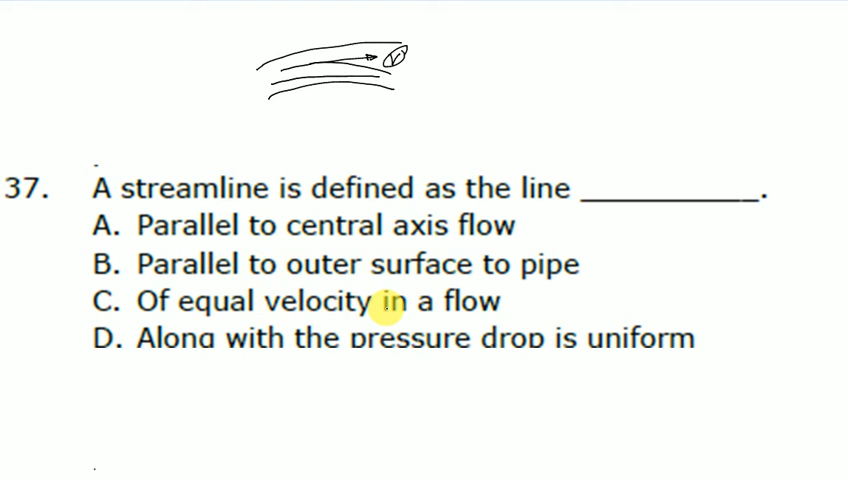 V
37. A streamline is defined as the line ___________.
A. Parallel to central axis flow
B. Parallel to outer surface to pipe
C. Of equal velocity in a flow
D. Along with the pressure drop is uniform